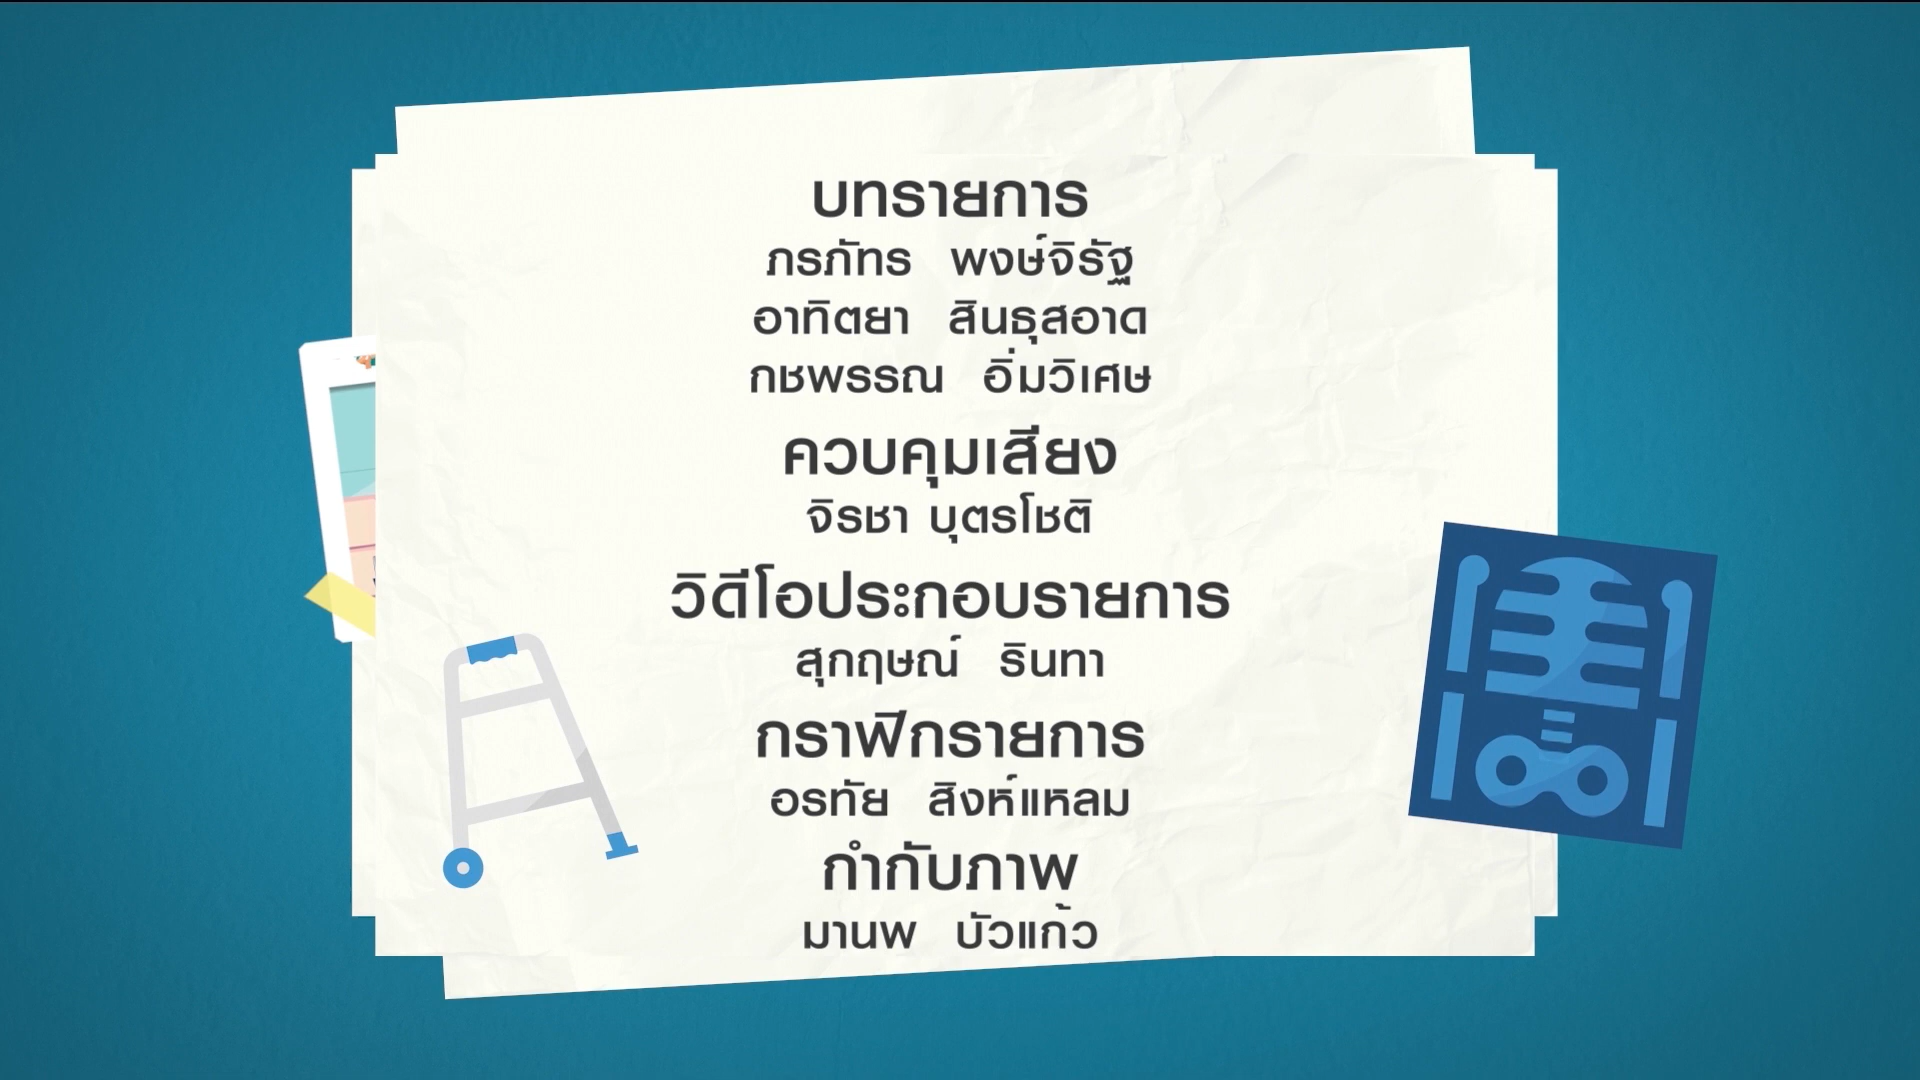 บทรายการ
ภรภัทร พงษ์จิรัฐ
อาทิตยา สินธุสอาด
กชพรรณ อิ่มวิเศษ
ควบคุมเสียง
จิรชา บุตรโชติ
วิดีโอประกอบรายการ
สุกฤษณ์ รินทา
กราฟิกรายการ
อรทัย สิงห์แหลม
กำกับภาพ
มานพ บัวแก้ว